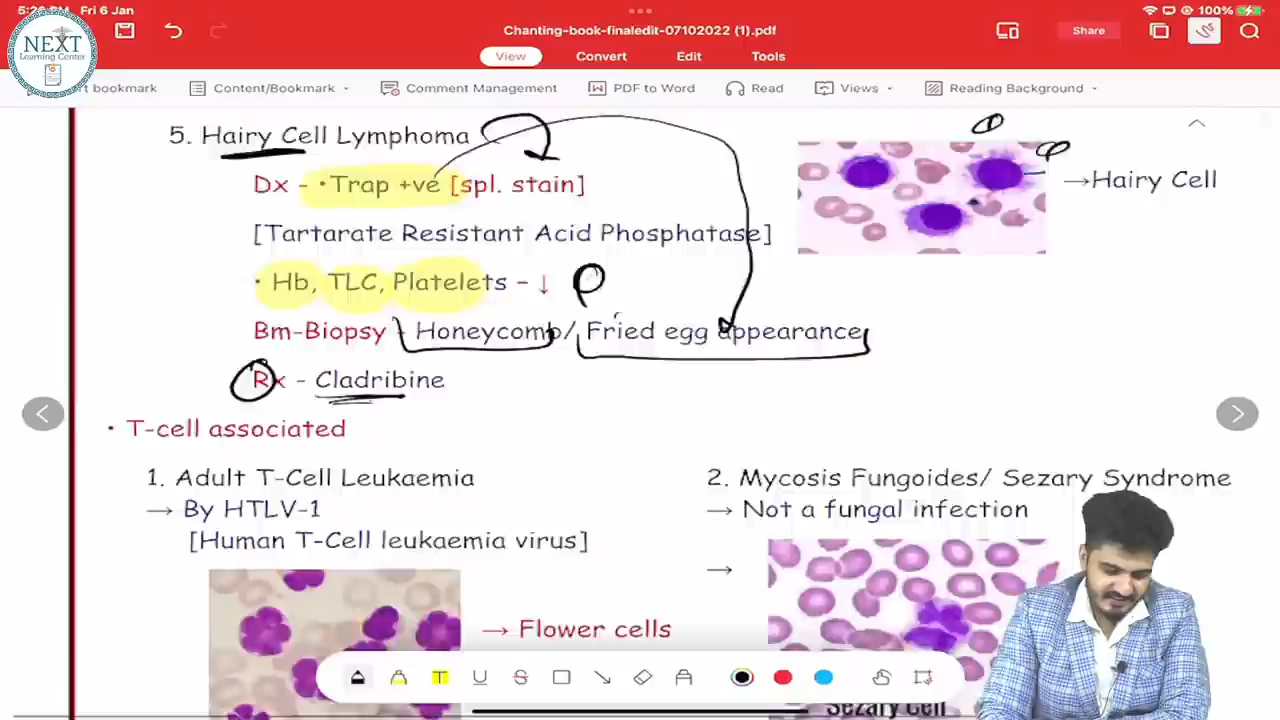 5:26 PM Fri 6 Jan
100%
NEXT
Learning Center
Chanting-book-finaledit-07102022 (1).pdf
Share
View Convert Edit Tools
rt bookmark Content/Bookmark Comment Management PDF to Word Read Views Reading Background
5. Hairy Cell Lymphoma
Dx - • Trap +ve [spl. stain]
→Hairy Cell
[Tartarate Resistant Acid Phosphatase]
• Hb, TLC, Platelets - ↓
Bm-Biopsy - Honeycomb/ Fried egg appearance
Rx - Cladribine
• T-cell associated
1. Adult T-Cell Leukaemia
→ By HTLV-1
[Human T-Cell leukaemia virus]
→ Flower cells
2. Mycosis Fungoides/ Sezary Syndrome
→ Not a fungal infection
→
Sezary Cell
T U S